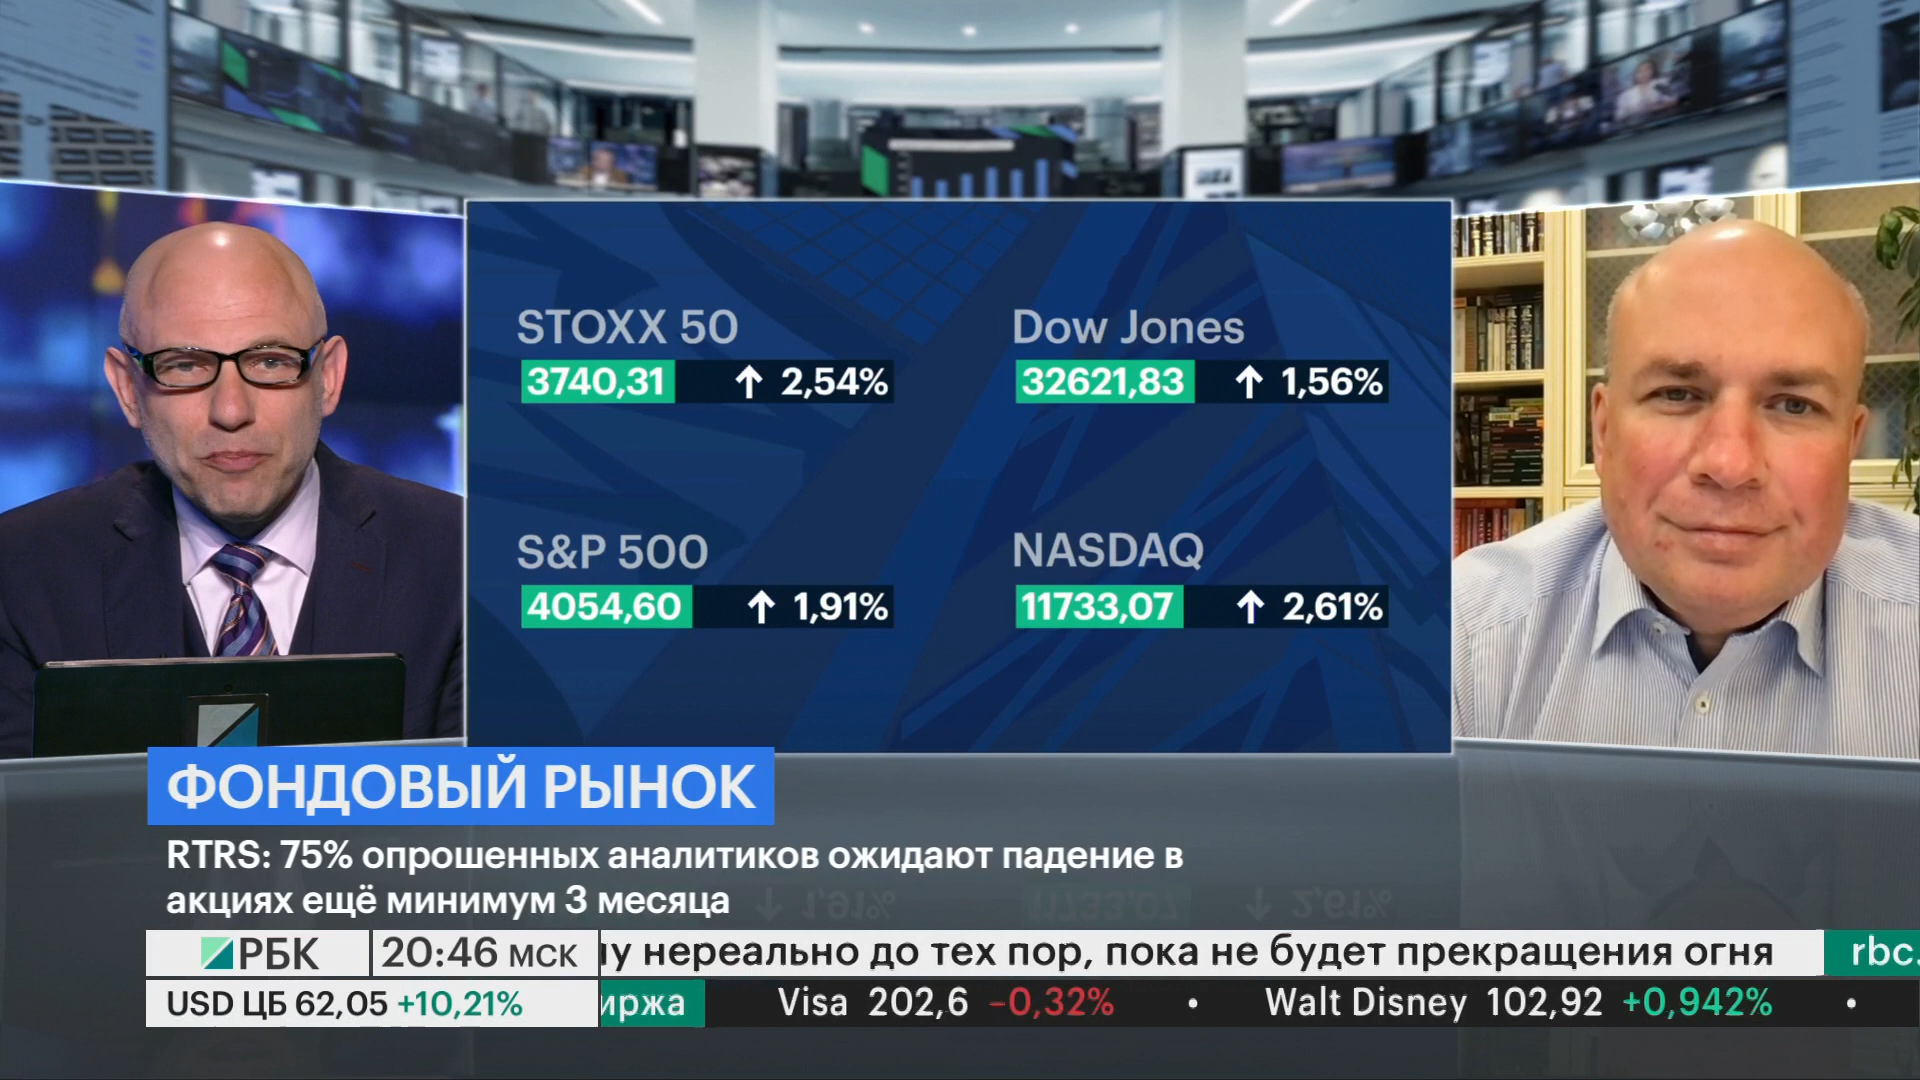 STOXX 50
3740,31 ↑ 2,54%
Dow Jones
32621,83 ↑ 1,56%
S&P 500
4054,60 ↑ 1,91%
NASDAQ
11733,07 ↑ 2,61%
ФОНДОВЫЙ РЫНОК
RTRS: 75% опрошенных аналитиков ожидают падение в
акциях ещё минимум 3 месяца
РБК 20:46 МСК нереально до тех пор, пока не будет прекращения огня rbc.
USD ЦБ 62,05 +10,21% Visa 202,6 −0,32% • Walt Disney 102,92 +0,942% •